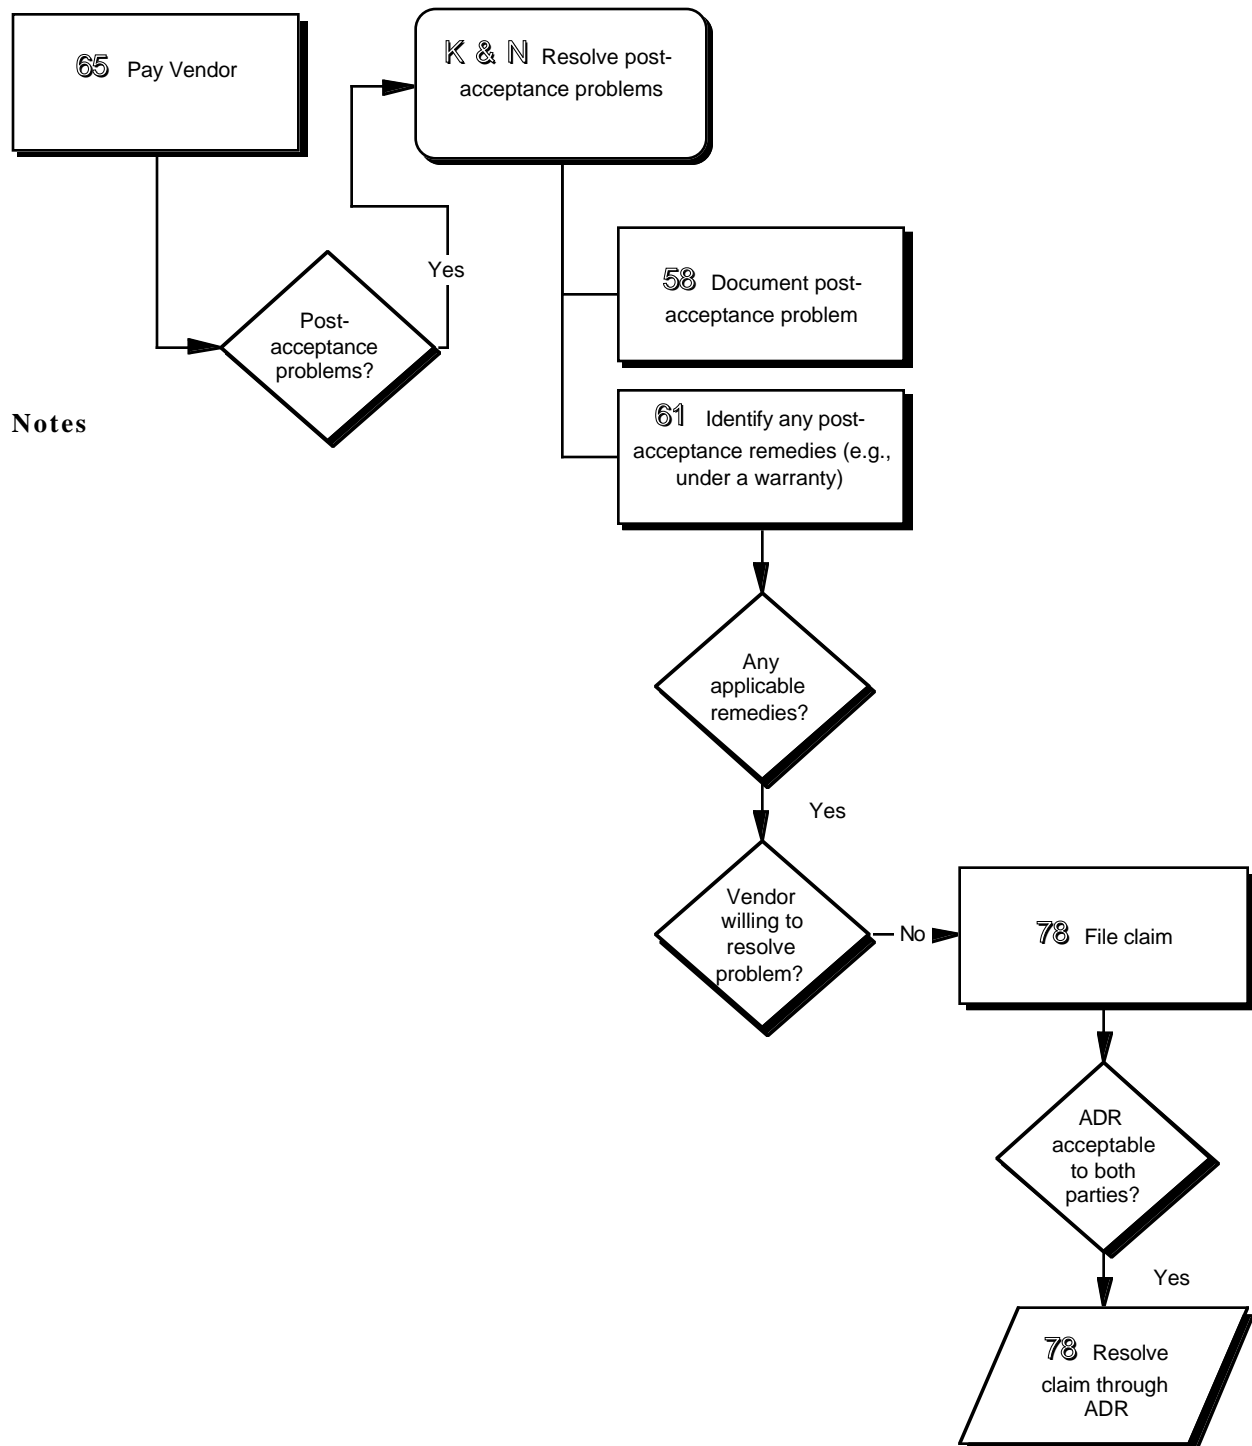 65 Pay Vendor
K & N Resolve post-
acceptance problems
Yes
58 Document post-
acceptance problem
Post-
acceptance
problems?
Notes
61 Identify any post-
acceptance remedies (e.g.,
under a warranty)
Any
applicable
remedies?
Yes
Vendor
willing to
resolve
problem?
No
78 File claim
ADR
acceptable
to both
parties?
Yes
78 Resolve
claim through
ADR